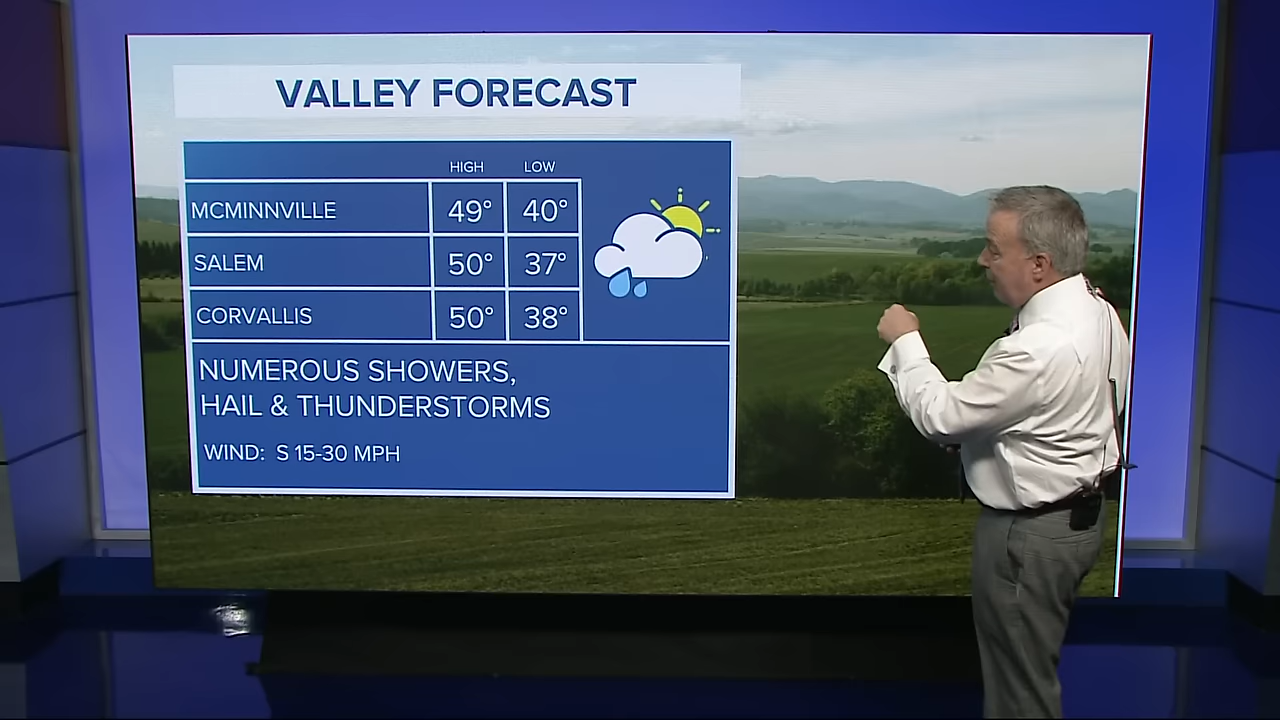 VALLEY FORECAST
HIGH LOW
MCMINNVILLE 49° 40°
SALEM 50° 37°
CORVALLIS 50° 38°
NUMEROUS SHOWERS,
HAIL & THUNDERSTORMS
WIND: S 15-30 MPH